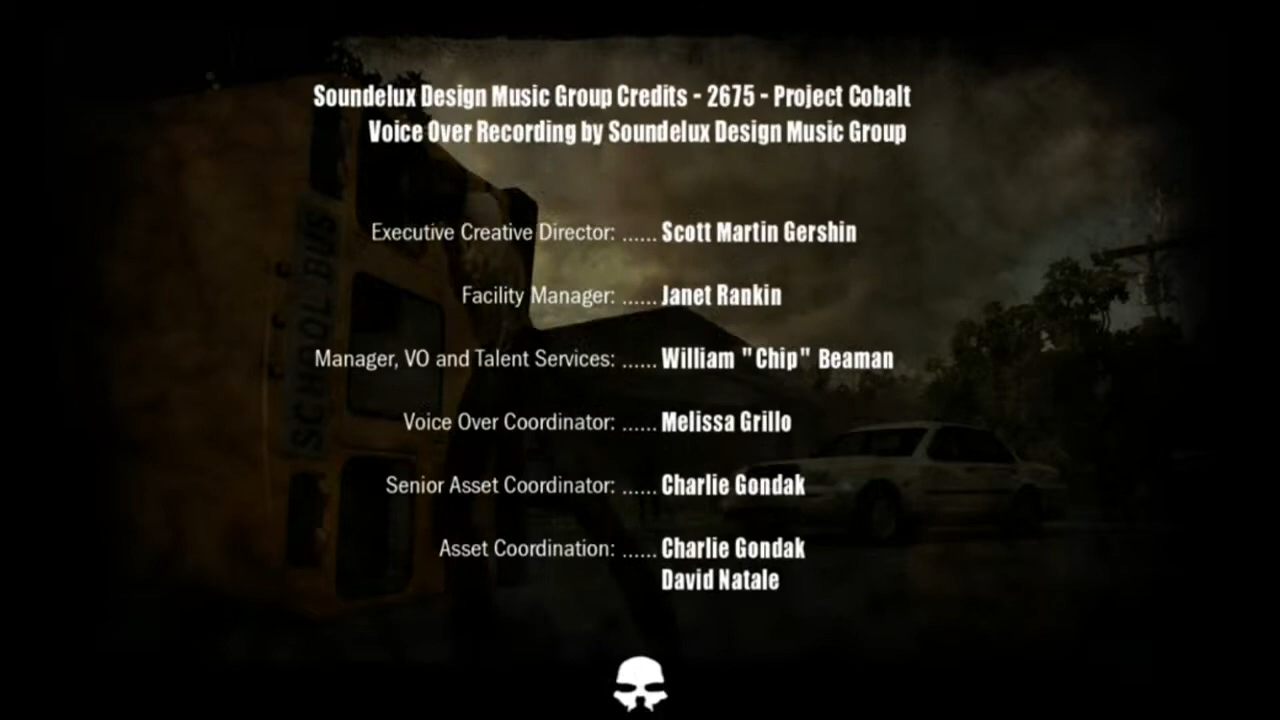 Soundelux Design Music Group Credits - 2675 - Project Cobalt
Voice Over Recording by Soundelux Design Music Group
Executive Creative Director: ...... Scott Martin Gershin
Facility Manager: ...... Janet Rankin
Manager, VO and Talent Services: ...... William "Chip" Beaman
Voice Over Coordinator: ...... Melissa Grillo
Senior Asset Coordinator: ...... Charlie Gondak
Asset Coordination: ...... Charlie Gondak
David Natale
SCHOOL BUS